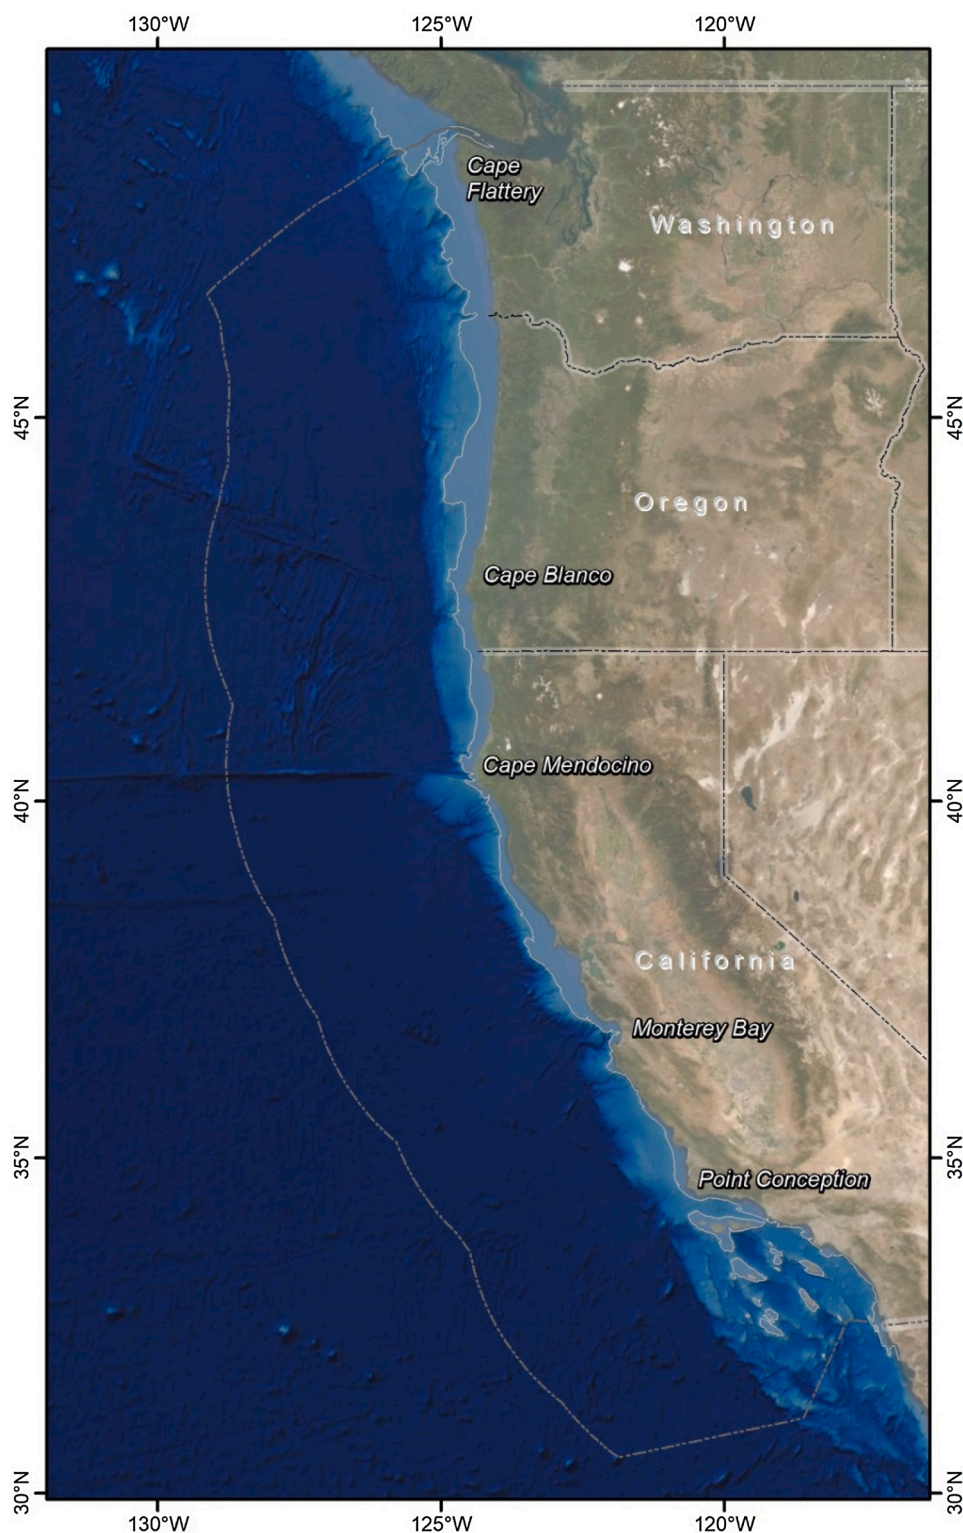 130°W 125°W 120°W
Cape
Flattery
Washington
45°N 45°N
Oregon
Cape Blanco
Cape Mendocino
40°N 40°N
California
Monterey Bay
35°N 35°N
Point Conception
30°N 30°N
130°W 125°W 120°W